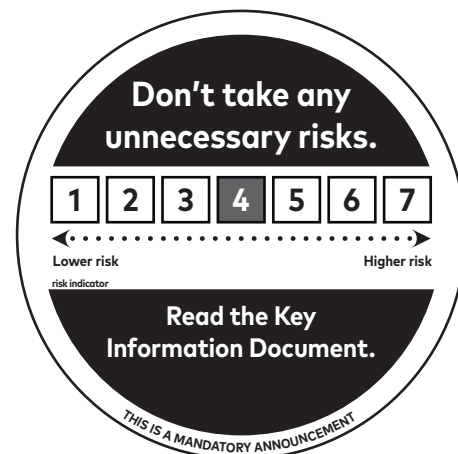 Don't take any
unnecessary risks.
1 2 3 4 5 6 7
Lower risk Higher risk
risk indicator
Read the Key
Information Document.
THIS IS A MANDATORY ANNOUNCEMENT